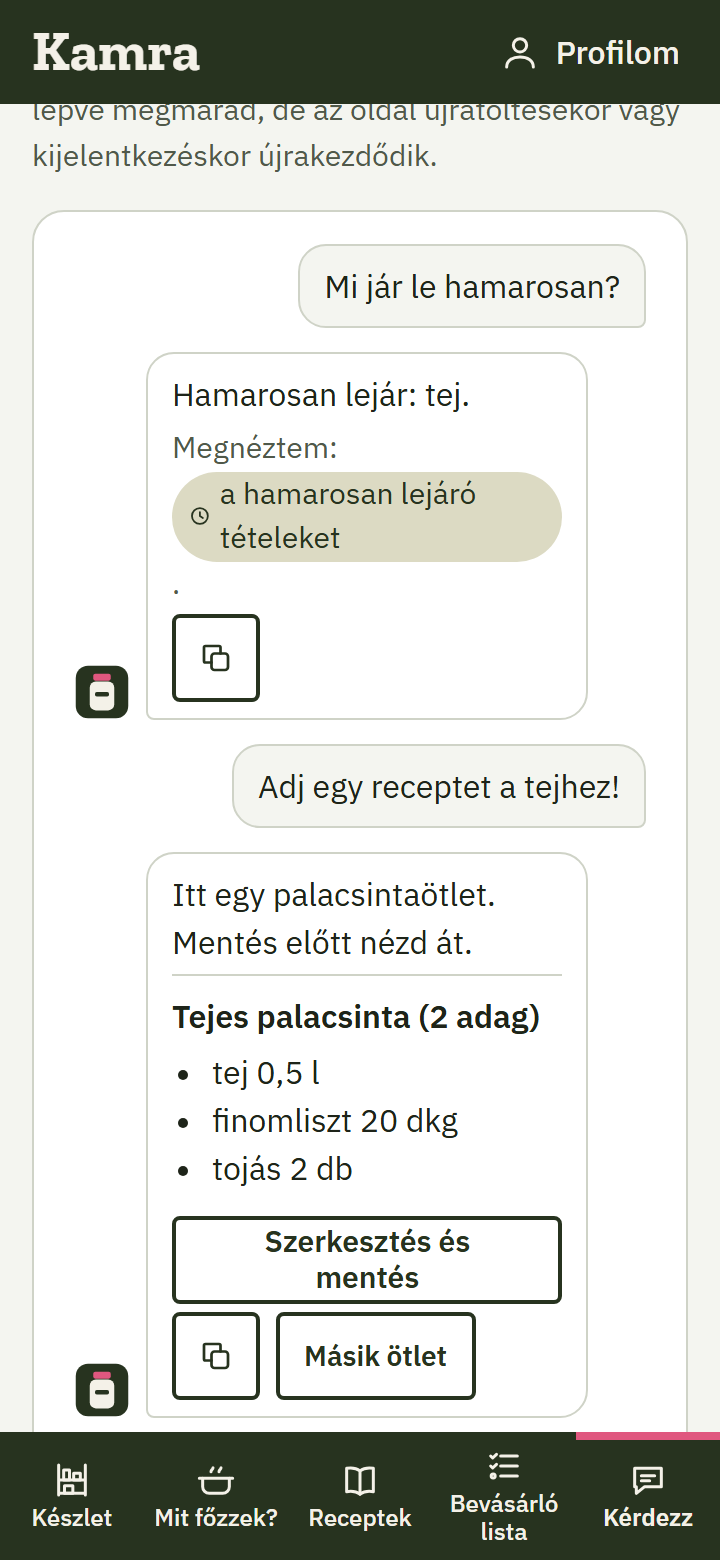 Kamra
Profilom
lépve megmarad, de az oldal újratöltésekor vagy
kijelentkezéskor újrakezdődik.
Mi jár le hamarosan?
Hamarosan lejár: tej.
Megnéztem:
a hamarosan lejáró
tételeket
.
Adj egy receptet a tejhez!
Itt egy palacsintaötlet.
Mentés előtt nézd át.
Tejes palacsinta (2 adag)
• tej 0,5 l
• finomliszt 20 dkg
• tojás 2 db
Szerkesztés és
mentés
Másik ötlet
Készlet
Mit főzzek?
Receptek
Bevásárló
lista
Kérdezz